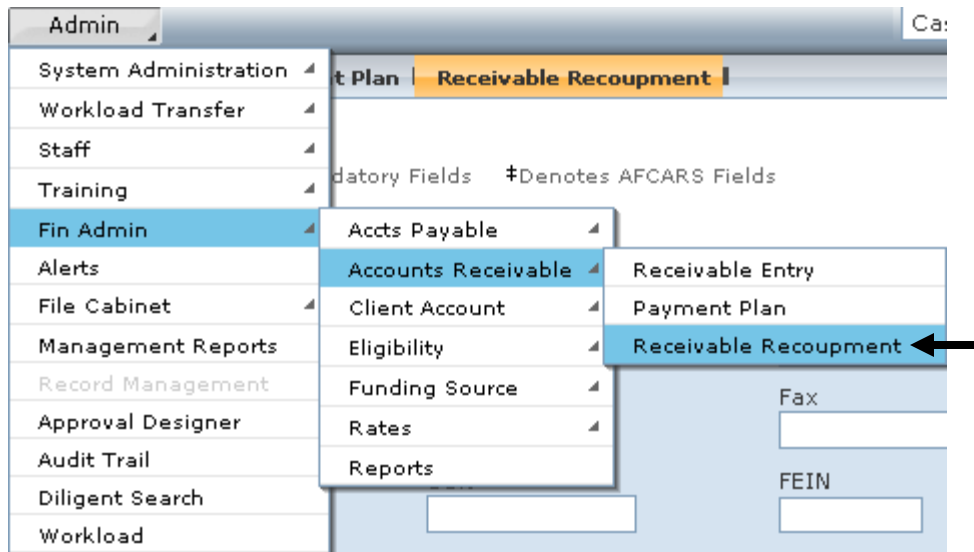 Admin
Cas
System Administration
t Plan | Receivable Recoupment
Workload Transfer
Staff
datory Fields ‡Denotes AFCARS Fields
Training
Fin Admin
Accts Payable
Alerts
Accounts Receivable
Receivable Entry
File Cabinet
Client Account
Payment Plan
Management Reports
Eligibility
Receivable Recoupment
Record Management
Funding Source
Fax
Approval Designer
Rates
Audit Trail
Reports
FEIN
Diligent Search
Workload